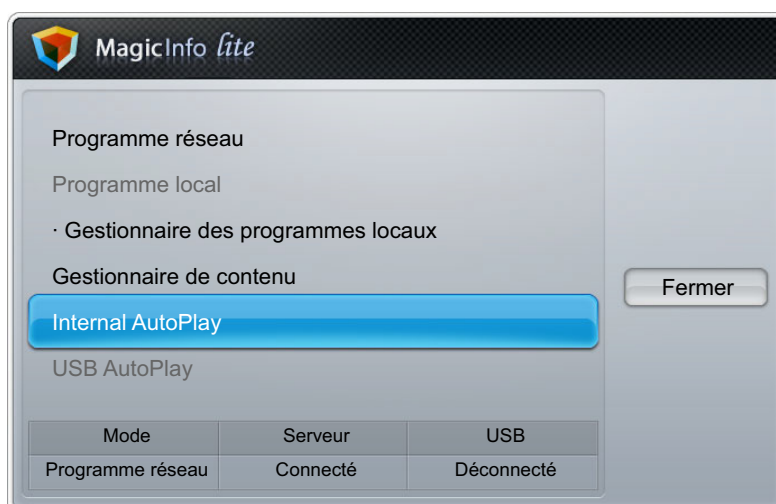 MagicInfo lite
Programme réseau
Programme local
· Gestionnaire des programmes locaux
Gestionnaire de contenu
Internal AutoPlay
USB AutoPlay
Fermer
Mode Serveur USB
Programme réseau Connecté Déconnecté